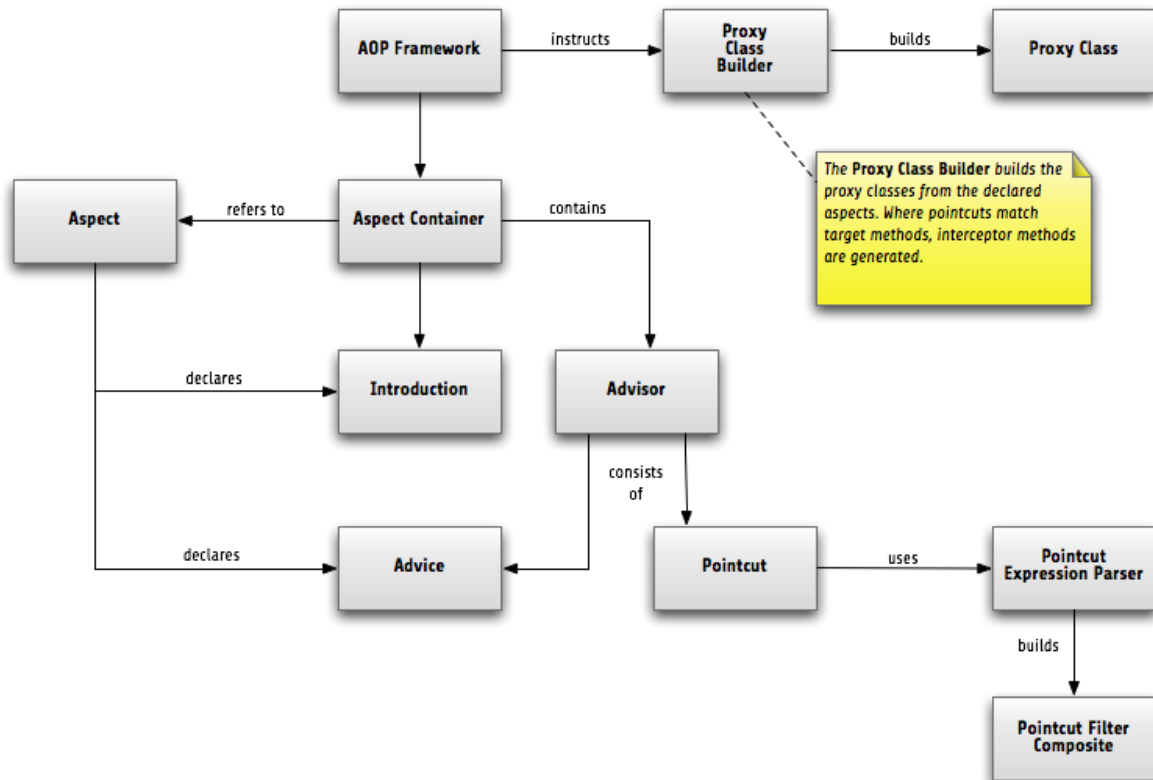 AOP Framework
instructs
Proxy
Class
Builder
builds
Proxy Class
The Proxy Class Builder builds the
proxy classes from the declared
aspects. Where pointcuts match
target methods, interceptor methods
are generated.
Aspect
refers to
Aspect Container
contains
declares
Introduction
Advisor
consists
of
declares
Advice
Pointcut
uses
Pointcut
Expression Parser
builds
Pointcut Filter
Composite